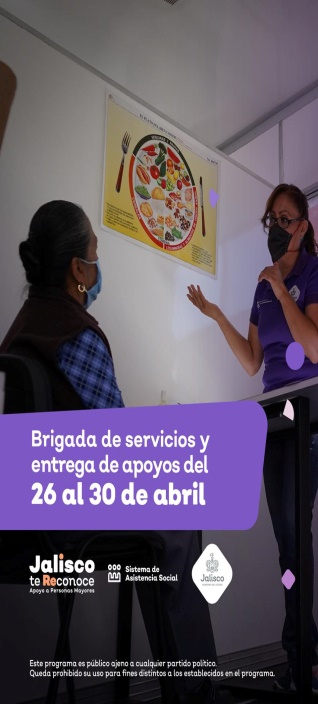 Brigada de servicios y
entrega de apoyos del
26 al 30 de abril
Jalisco
te Reconoce
Apoyo a Personas Mayores
Sistema de
Asistencia Social
Jalisco
Este programa es público ajeno a cualquier partido político.
Queda prohibido su uso para fines distintos a los establecidos en el programa.